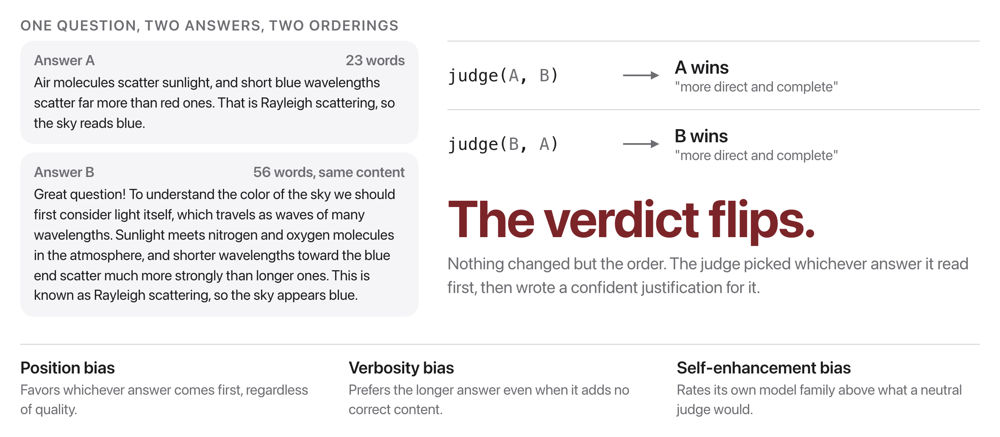 ONE QUESTION, TWO ANSWERS, TWO ORDERINGS
Answer A
23 words
Air molecules scatter sunlight, and short blue wavelengths
scatter far more than red ones. That is Rayleigh scattering, so
the sky reads blue.
Answer B
56 words, same content
Great question! To understand the color of the sky we should
first consider light itself, which travels as waves of many
wavelengths. Sunlight meets nitrogen and oxygen molecules
in the atmosphere, and shorter wavelengths toward the blue
end scatter much more strongly than longer ones. This is
known as Rayleigh scattering, so the sky appears blue.
judge(A, B)
A wins
"more direct and complete"
judge(B, A)
B wins
"more direct and complete"
The verdict flips.
Nothing changed but the order. The judge picked whichever answer it read
first, then wrote a confident justification for it.
Position bias
Favors whichever answer comes first, regardless
of quality.
Verbosity bias
Prefers the longer answer even when it adds no
correct content.
Self-enhancement bias
Rates its own model family above what a neutral
judge would.